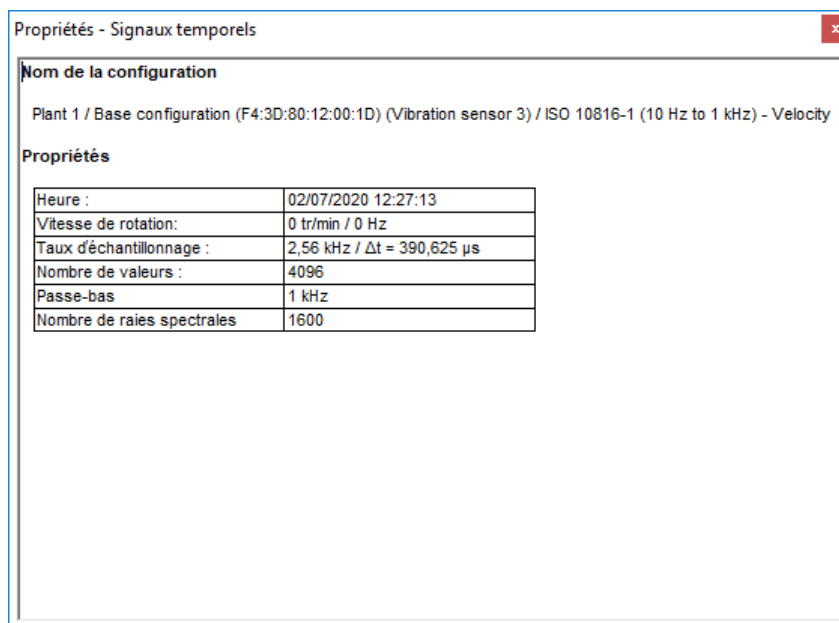 Propriétés - Signaux temporels
x
Nom de la configuration
Plant 1 / Base configuration (F4:3D:80:12:00:1D) (Vibration sensor 3) / ISO 10816-1 (10 Hz to 1 kHz) - Velocity
Propriétés
Heure : 02/07/2020 12:27:13
Vitesse de rotation: 0 tr/min / 0 Hz
Taux d'échantillonnage : 2,56 kHz / Δt = 390,625 µs
Nombre de valeurs : 4096
Passe-bas 1 kHz
Nombre de raies spectrales 1600